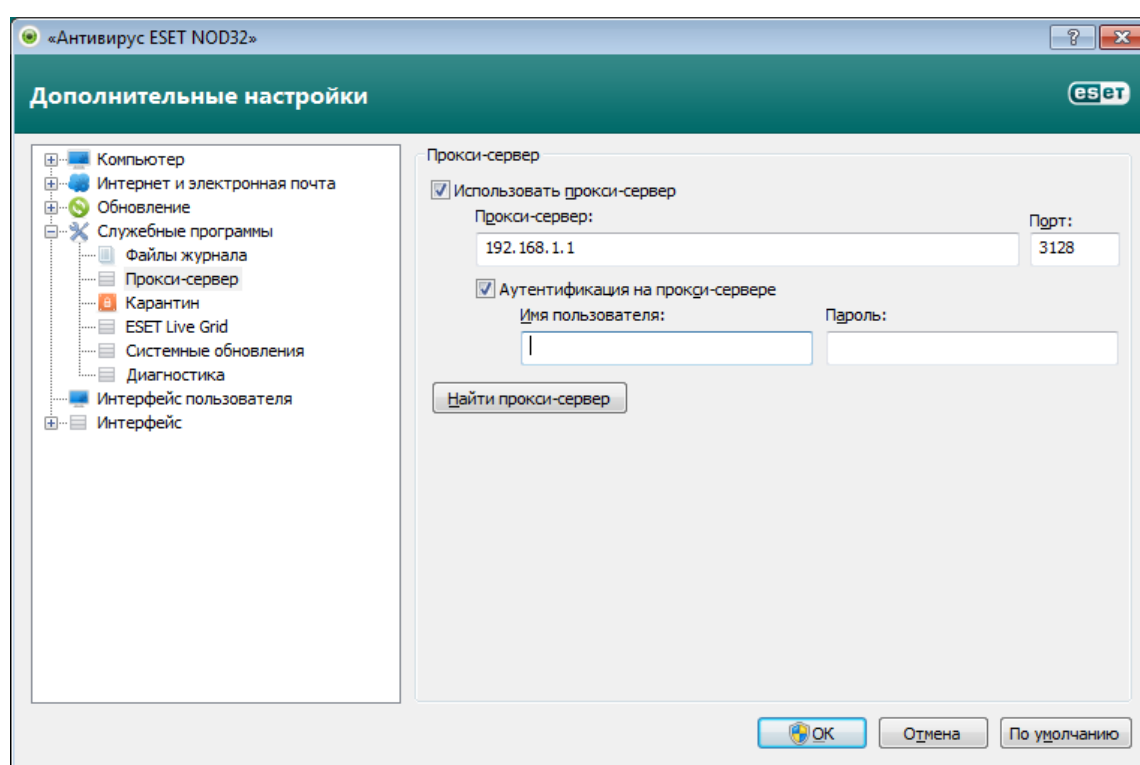 «Антивирус ESET NOD32»
Дополнительные настройки
eseт
Компьютер
Интернет и электронная почта
Обновление
Служебные программы
Файлы журнала
Прокси-сервер
Карантин
ESET Live Grid
Системные обновления
Диагностика
Интерфейс пользователя
Интерфейс
Прокси-сервер
Использовать прокси-сервер
Прокси-сервер:
Порт:
192.168.1.1
3128
Аутентификация на прокси-сервере
Имя пользователя:
Пароль:
Найти прокси-сервер
OK
Отмена
По умолчанию